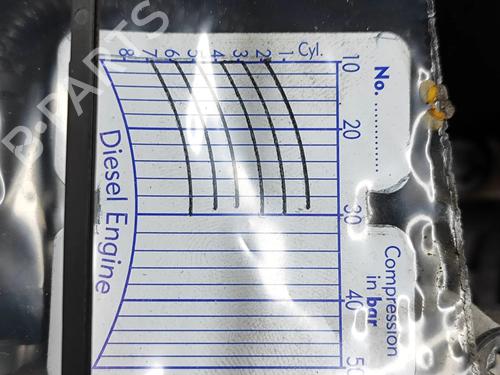 B-PARTS
8 7 6 5 4 3 2 1 Cyl.
10
20
30
40
50
No. ..............
Diesel Engine
Compression
in bar